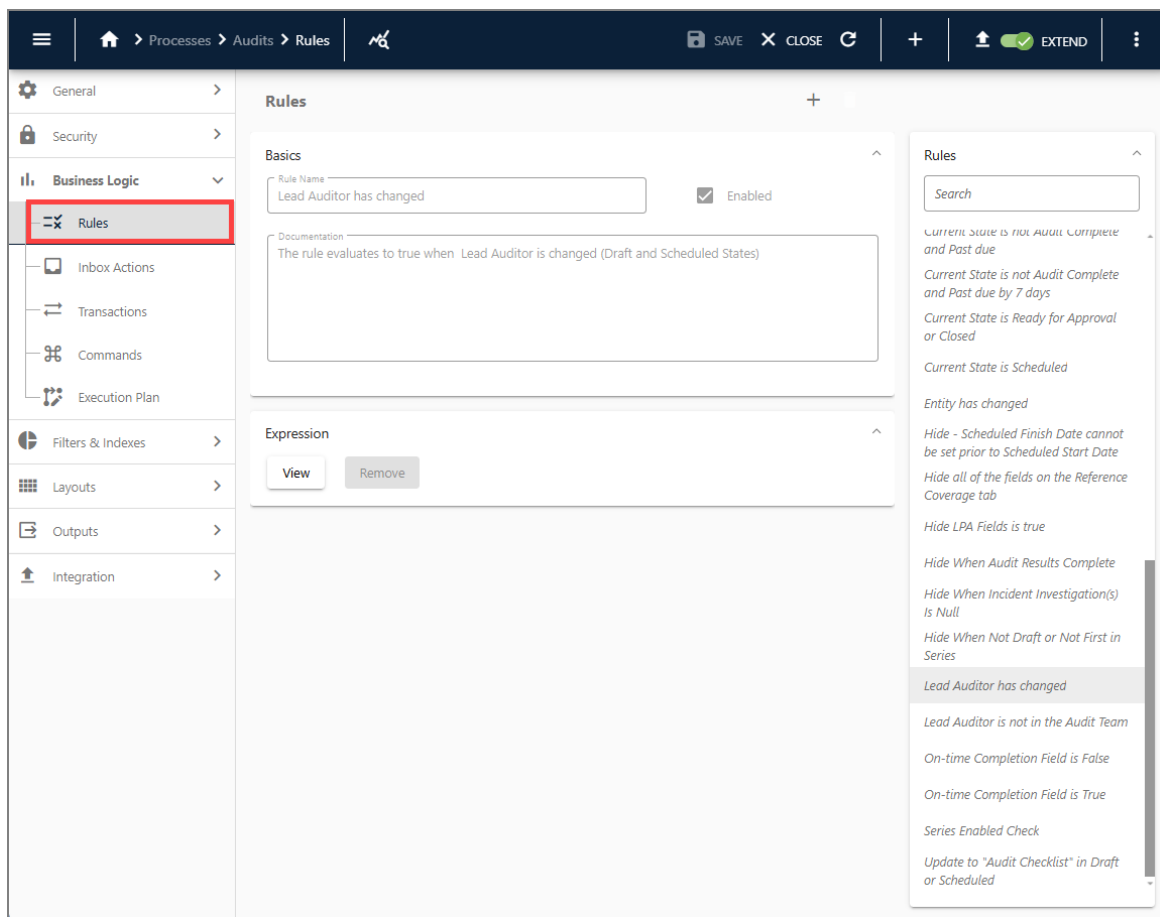 Processes Audits Rules SAVE CLOSE EXTEND
General
Security
Business Logic
Rules
Inbox Actions
Transactions
Commands
Execution Plan
Filters & Indexes
Layouts
Outputs
Integration
Rules
Basics
Rule Name
Lead Auditor has changed
Enabled
Documentation
The rule evaluates to true when Lead Auditor is changed (Draft and Scheduled States)
Expression
View
Remove
Rules
Search
Current State is not Audit Complete
and Past due
Current State is not Audit Complete
and Past due by 7 days
Current State is Ready for Approval
or Closed
Current State is Scheduled
Entity has changed
Hide - Scheduled Finish Date cannot
be set prior to Scheduled Start Date
Hide all of the fields on the Reference
Coverage tab
Hide LPA Fields is true
Hide When Audit Results Complete
Hide When Incident Investigation(s)
Is Null
Hide When Not Draft or Not First in
Series
Lead Auditor has changed
Lead Auditor is not in the Audit Team
On-time Completion Field is False
On-time Completion Field is True
Series Enabled Check
Update to "Audit Checklist" in Draft
or Scheduled